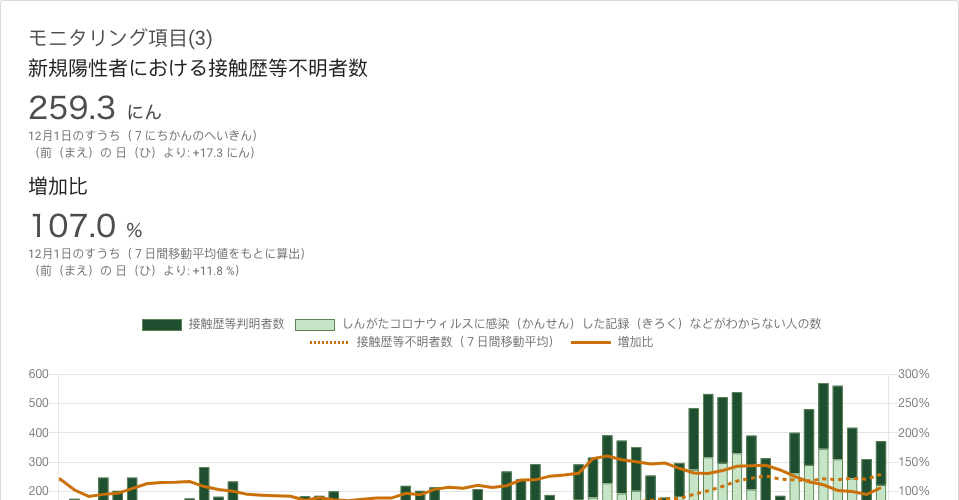 モニタリング項目(3)
新規陽性者における接触歴等不明者数
259.3 にん
12月1日のすうち（７にちかんのへいきん）
（前（まえ）の 日（ひ）より: +17.3 にん）
増加比
107.0 %
12月1日のすうち（７日間移動平均値をもとに算出）
（前（まえ）の 日（ひ）より: +11.8 %）
接触歴等判明者数 しんがたコロナウィルスに感染（かんせん）した記録（きろく）などがわからない人の数
接触歴等不明者数（７日間移動平均） 増加比
600 300%
500 250%
400 200%
300 150%
200 100%